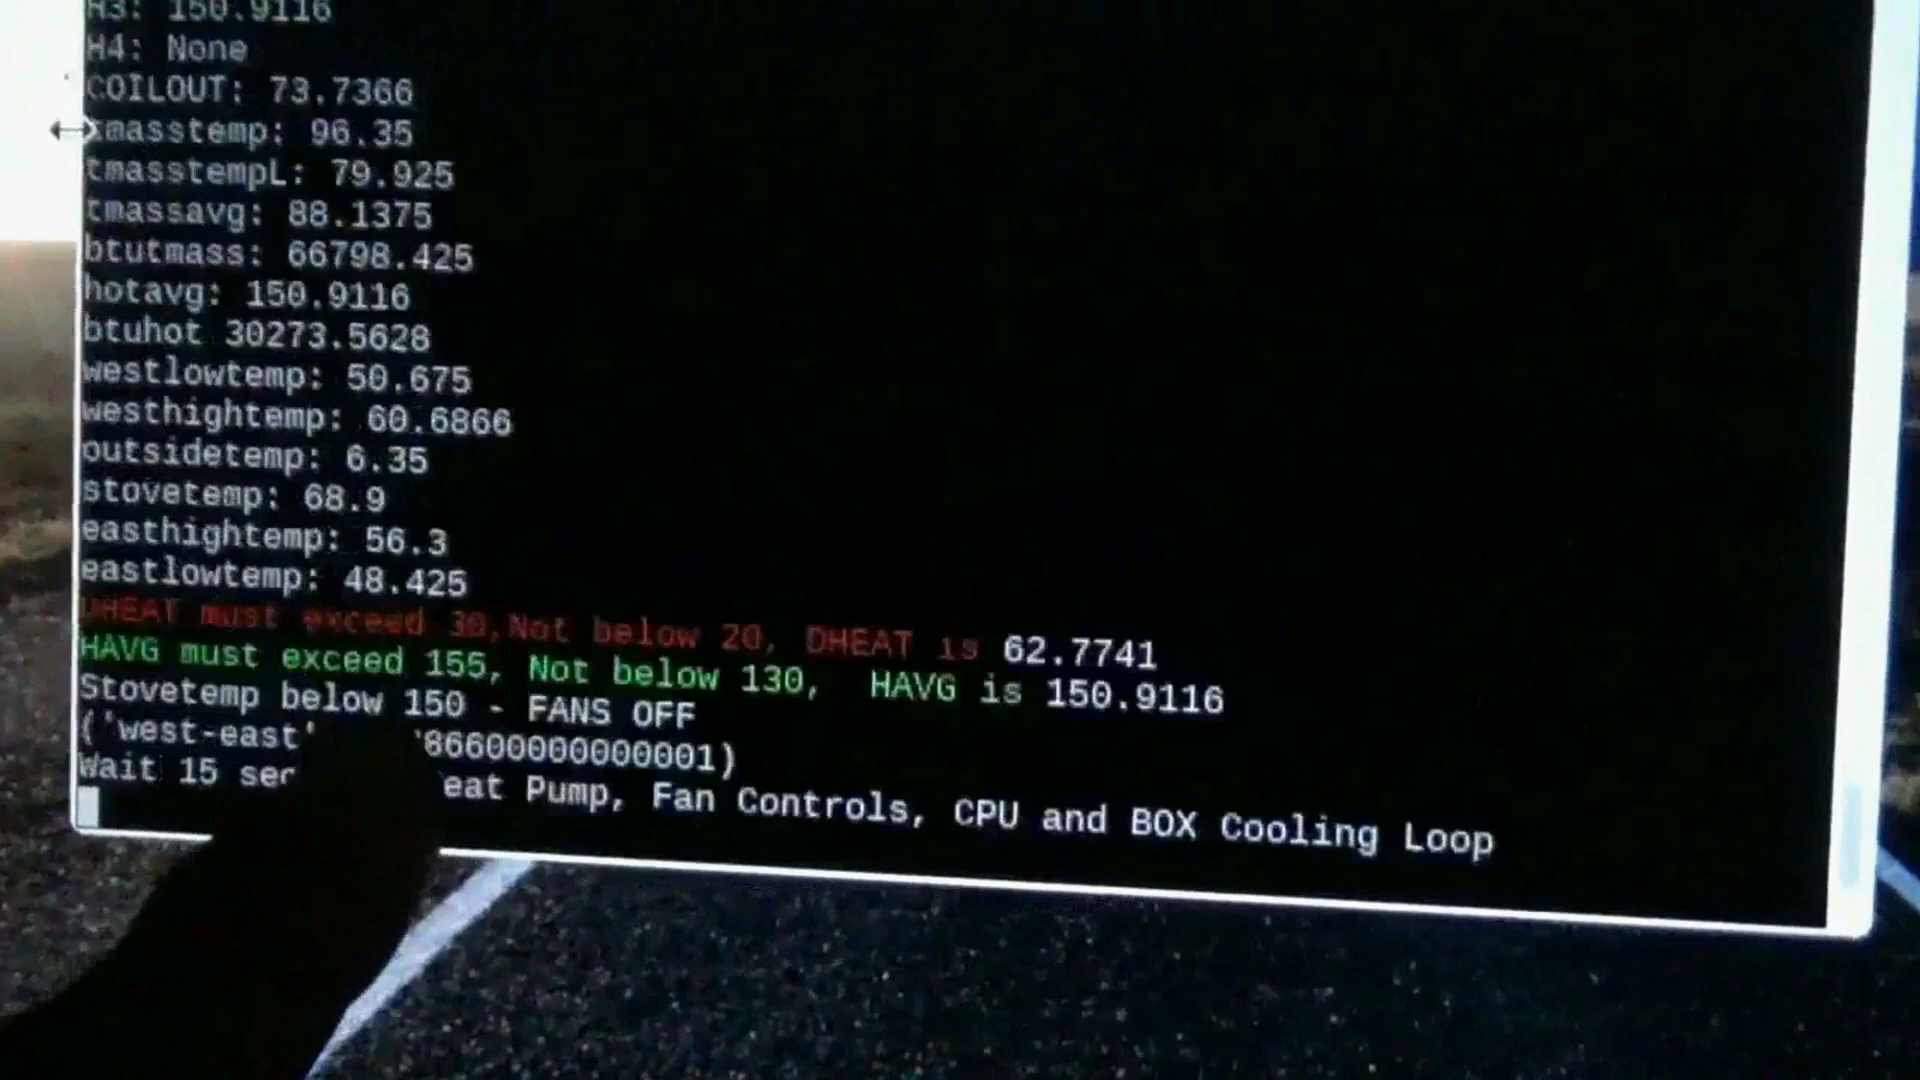 H3: 150.9116
H4: None
COILOUT: 73.7366
tmasstemp: 96.35
tmasstempL: 79.925
tmassavg: 88.1375
btutmass: 66798.425
hotavg: 150.9116
btuhot 30273.5628
westlowtemp: 50.675
westhightemp: 60.6866
outsidetemp: 6.35
stovetemp: 68.9
easthightemp: 56.3
eastlowtemp: 48.425
DHEAT must exceed 30,Not below 20, DHEAT is 62.7741
HAVG must exceed 155, Not below 130, HAVG is 150.9116
Stovetemp below 150 - FANS OFF
('west-east' 86600000000001)
Wait 15 eat Pump, Fan Controls, CPU and BOX Cooling Loop